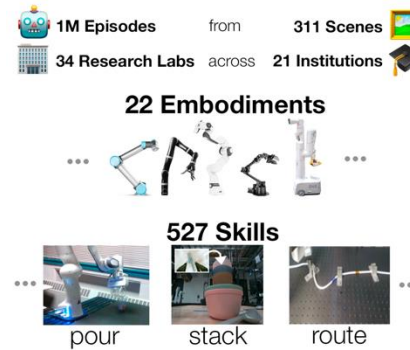 1M Episodes from 311 Scenes
34 Research Labs across 21 Institutions
22 Embodiments
527 Skills
pour stack route